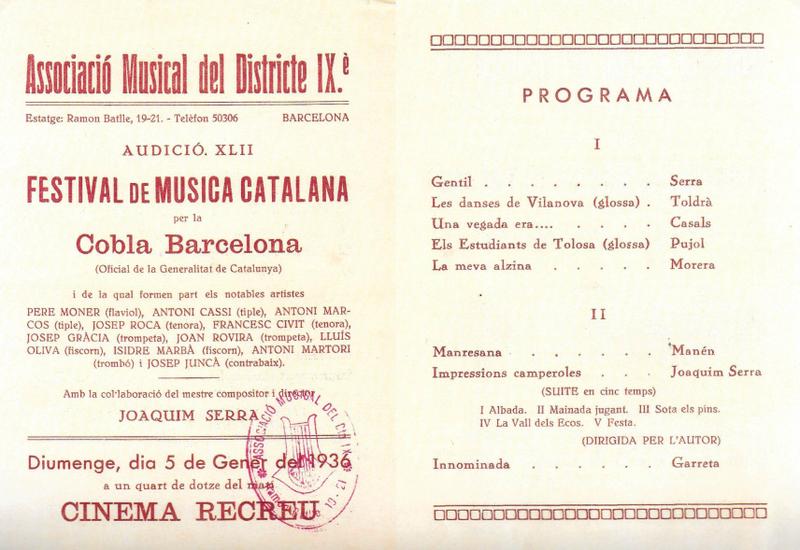 Associació Musical del Districte IX.è
Estatge: Ramon Batlle, 19-21. - Telèfon 50306 BARCELONA
AUDICIÓ. XLII
FESTIVAL DE MUSICA CATALANA
per la
Cobla Barcelona
(Oficial de la Generalitat de Catalunya)
i de la qual formen part els notables artistes
PERE MONER (flaviol), ANTONI CASSI (tiple), ANTONI MAR-
COS (tiple), JOSEP ROCA (tenora), FRANCESC CIVIT (tenora),
JOSEP GRÀCIA (trompeta), JOAN ROVIRA (trompeta), LLUÍS
OLIVA (fiscorn), ISIDRE MARBÀ (fiscorn), ANTONI MARTORI
(trombó) i JOSEP JUNCÀ (contrabaix).
Amb la col·laboració del mestre compositor i director
JOAQUIM SERRA
Diumenge, dia 5 de Gener del 1936
a un quart de dotze del matí
CINEMA RECREU
ASSOCIACIÓ MUSICAL DEL DTE. IX
19-21
PROGRAMA
I
Gentil . . . . . . . . Serra
Les danses de Vilanova (glossa) . Toldrà
Una vegada era.... . . . . Casals
Els Estudiants de Tolosa (glossa) Pujol
La meva alzina . . . . . Morera
II
Manresana . . . . . . Manén
Impressions camperoles . . . Joaquim Serra
(SUITE en cinc temps)
I Albada. II Mainada jugant. III Sota els pins.
IV La Vall dels Ecos. V Festa.
(DIRIGIDA PER L'AUTOR)
Innominada . . . . . . Garreta